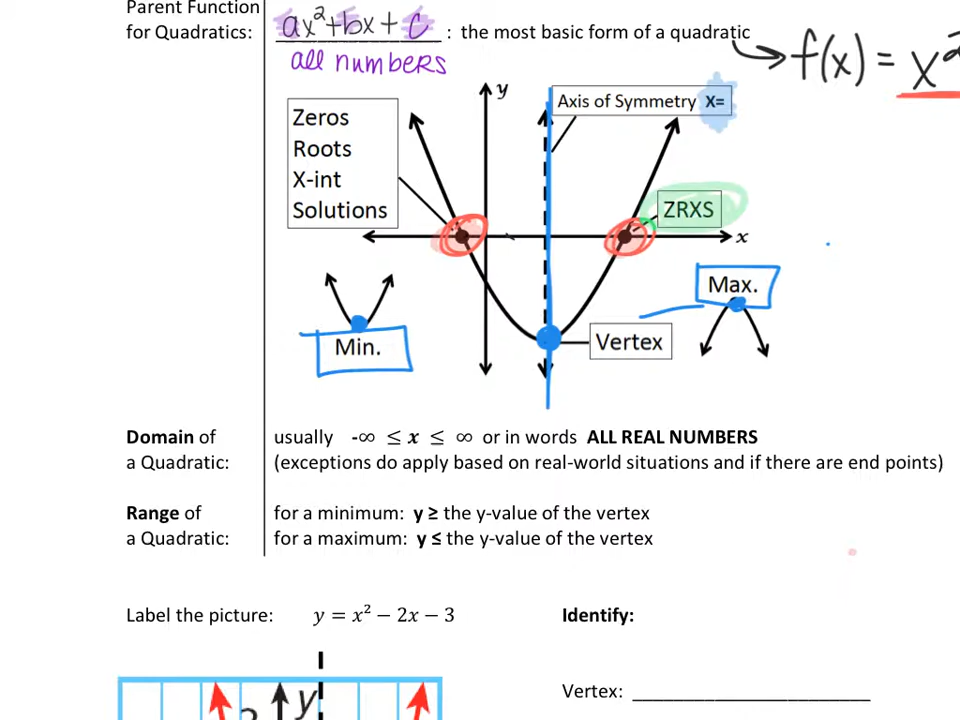 Parent Function
for Quadratics: ax²+bx + c : the most basic form of a quadratic
f(x) = x²
all numbers
y
Axis of Symmetry X=
Zeros
Roots
X-int
Solutions
ZRXS
x
Max.
Min.
Vertex
Domain of usually -∞ ≤ x ≤ ∞ or in words ALL REAL NUMBERS
a Quadratic: (exceptions do apply based on real-world situations and if there are end points)
Range of for a minimum: y ≥ the y-value of the vertex
a Quadratic: for a maximum: y ≤ the y-value of the vertex
Label the picture: y = x² − 2x − 3 Identify:
Vertex: ____________________
y